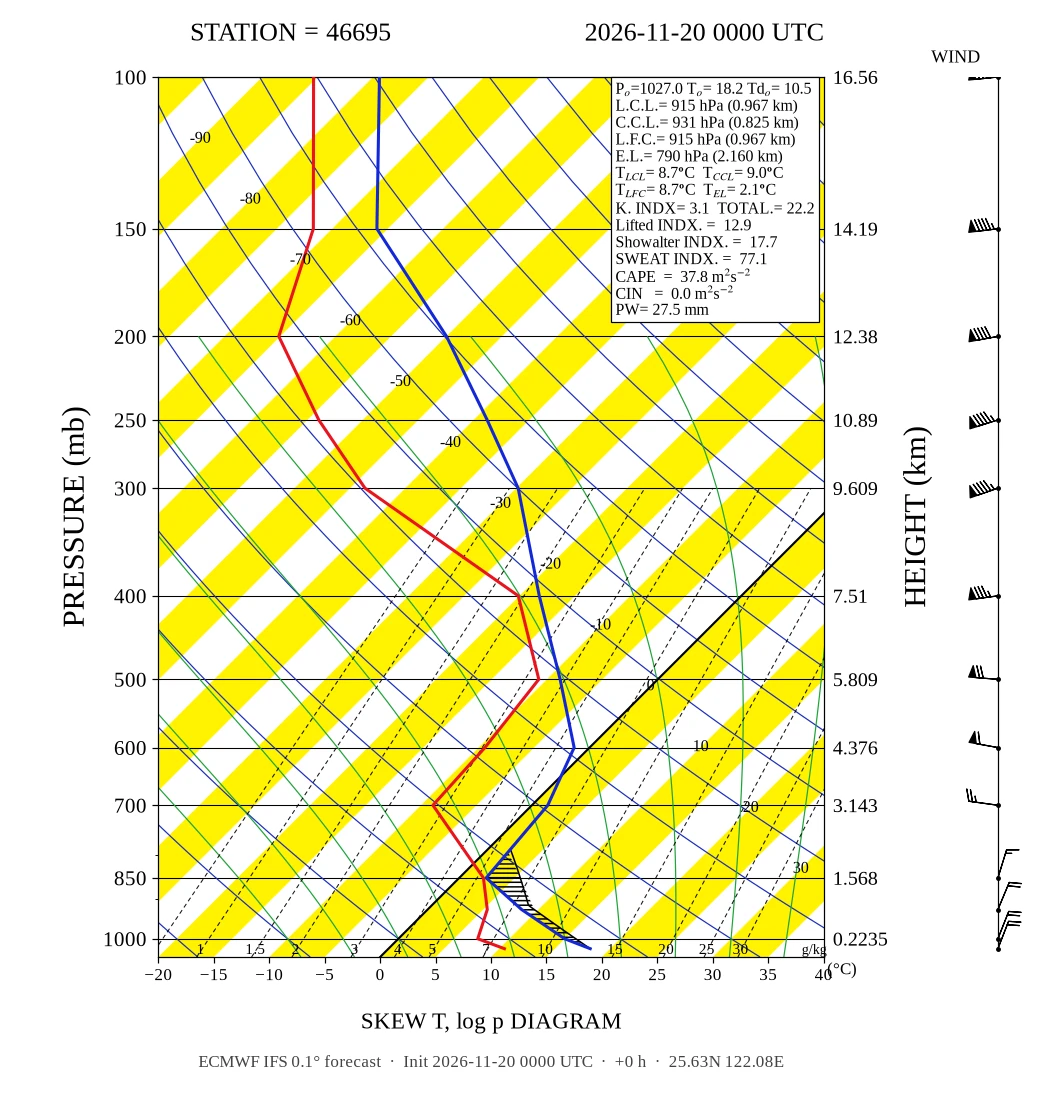 STATION = 46695
2026-11-20 0000 UTC
WIND
Pₒ=1027.0 Tₒ= 18.2 Tdₒ= 10.5
L.C.L.= 915 hPa (0.967 km)
C.C.L.= 931 hPa (0.825 km)
L.F.C.= 915 hPa (0.967 km)
E.L.= 790 hPa (2.160 km)
T_LCL= 8.7°C T_CCL= 9.0°C
T_LFC= 8.7°C T_EL= 2.1°C
K. INDX= 3.1 TOTAL.= 22.2
Lifted INDX. = 12.9
Showalter INDX. = 17.7
SWEAT INDX. = 77.1
CAPE = 37.8 m²s⁻²
CIN = 0.0 m²s⁻²
PW= 27.5 mm
100
150
200
250
300
400
500
600
700
850
1000
PRESSURE (mb)
-90
-80
-70
-60
-50
-40
-30
-20
-10
0
10
20
30
16.56
14.19
12.38
10.89
9.609
7.51
5.809
4.376
3.143
1.568
0.2235
HEIGHT (km)
1 1.5 2 3 4 5 7 10 15 20 25 30 g/kg
−20 −15 −10 −5 0 5 10 15 20 25 30 35 40 (°C)
SKEW T, log p DIAGRAM
ECMWF IFS 0.1° forecast · Init 2026-11-20 0000 UTC · +0 h · 25.63N 122.08E